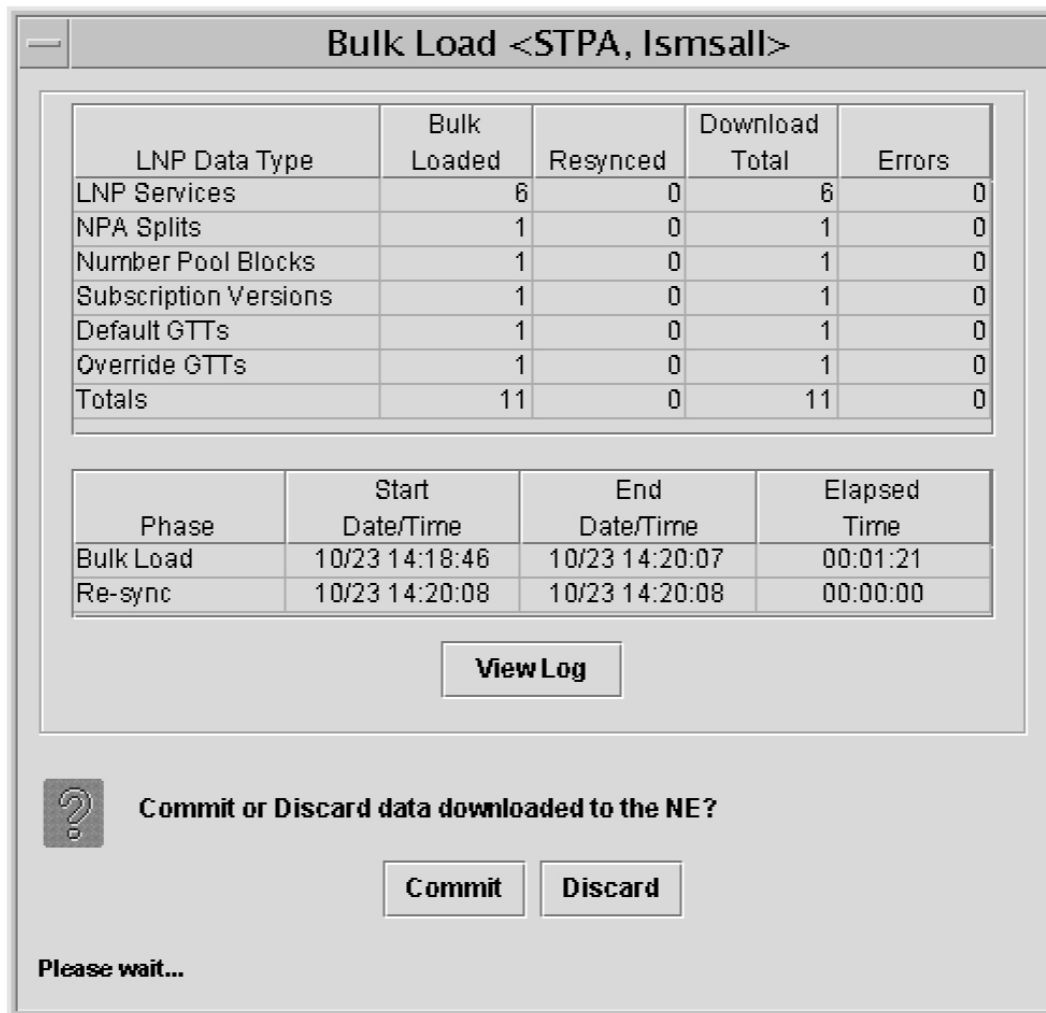 Bulk Load <STPA, lsmsall>
LNP Data Type Bulk Loaded Resynced Download Total Errors
LNP Services 6 0 6 0
NPA Splits 1 0 1 0
Number Pool Blocks 1 0 1 0
Subscription Versions 1 0 1 0
Default GTTs 1 0 1 0
Override GTTs 1 0 1 0
Totals 11 0 11 0
Phase Start Date/Time End Date/Time Elapsed Time
Bulk Load 10/23 14:18:46 10/23 14:20:07 00:01:21
Re-sync 10/23 14:20:08 10/23 14:20:08 00:00:00
View Log
Commit or Discard data downloaded to the NE?
Commit Discard
Please wait...